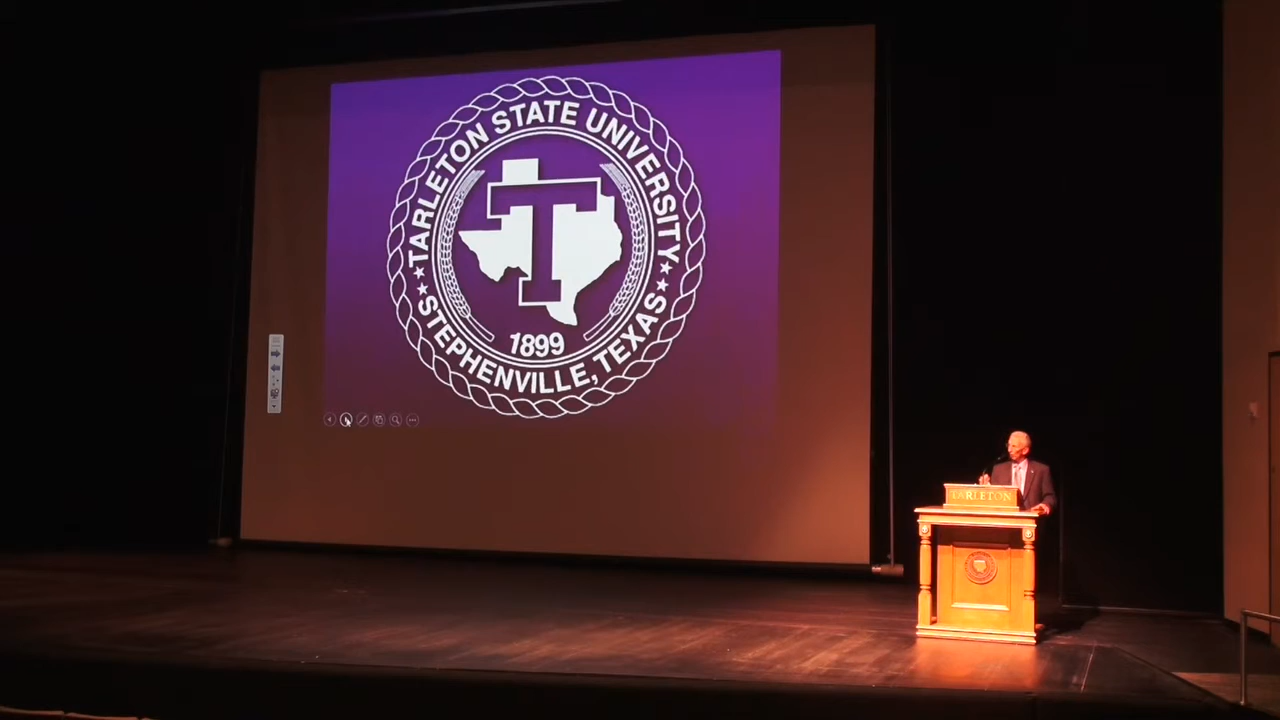 TARLETON STATE UNIVERSITY
T
1899
STEPHENVILLE, TEXAS
TARLETON